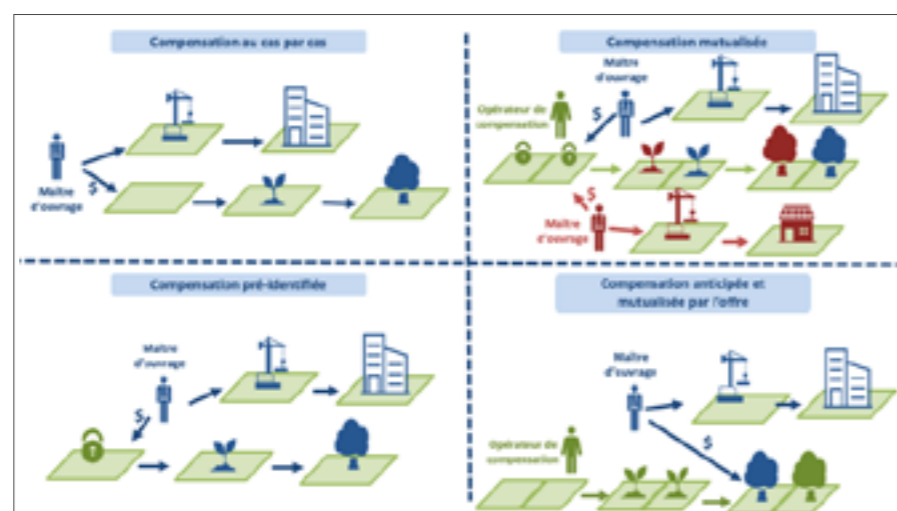 Compensation au cas par cas
Maître
d'ouvrage
$
Compensation mutualisée
Maître
d'ouvrage
Opérateur de
compensation
$
$
Maître
d'ouvrage
Compensation pré-identifiée
Maître
d'ouvrage
$
Compensation anticipée et
mutualisée par l'offre
Maître
d'ouvrage
$
Opérateur de
compensation